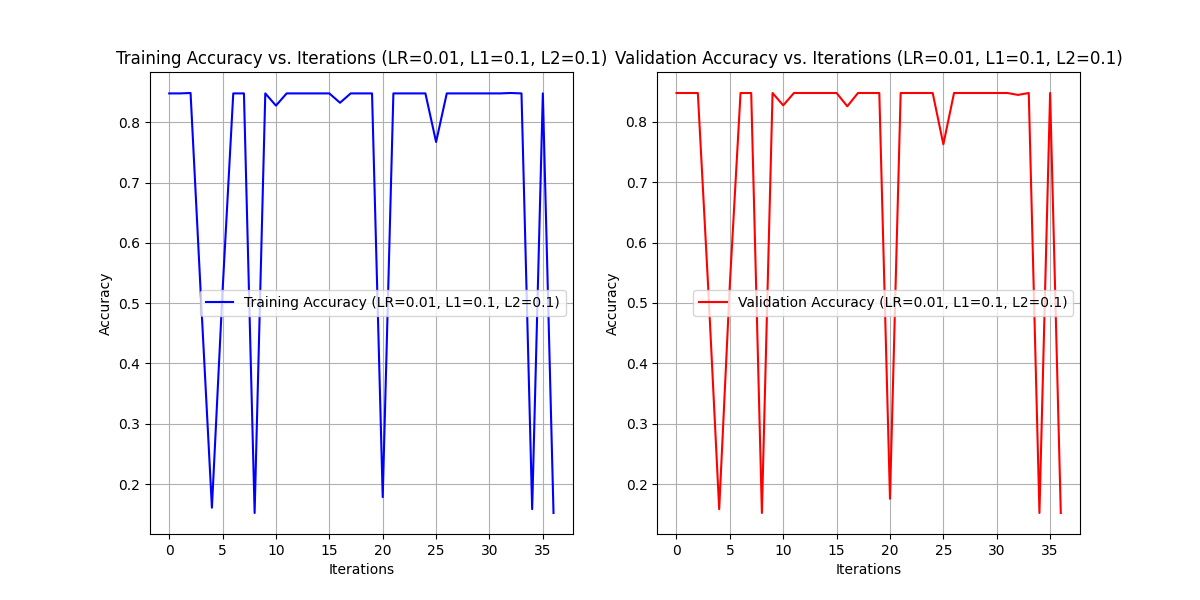 Training Accuracy vs. Iterations (LR=0.01, L1=0.1, L2=0.1)
Validation Accuracy vs. Iterations (LR=0.01, L1=0.1, L2=0.1)
Accuracy
0.8
0.7
0.6
0.5
0.4
0.3
0.2
Training Accuracy (LR=0.01, L1=0.1, L2=0.1)
0 5 10 15 20 25 30 35
Iterations
Accuracy
0.8
0.7
0.6
0.5
0.4
0.3
0.2
Validation Accuracy (LR=0.01, L1=0.1, L2=0.1)
0 5 10 15 20 25 30 35
Iterations